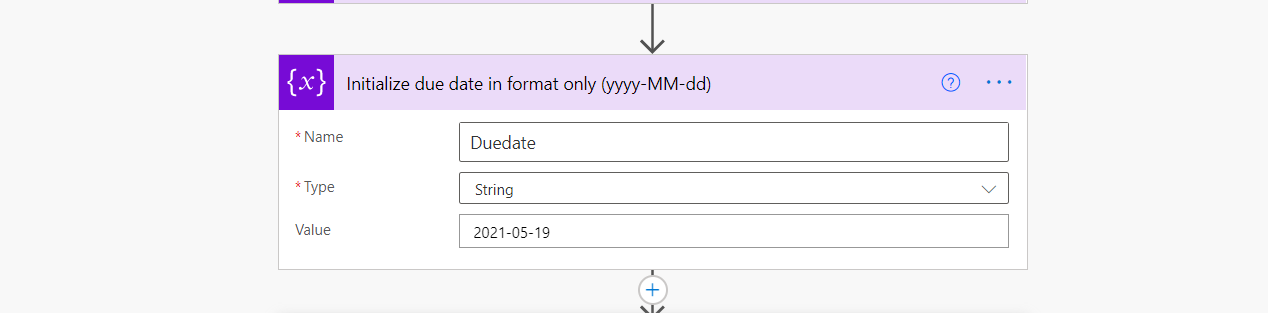 {x} Initialize due date in format only (yyyy-MM-dd) ? ...
* Name Duedate
* Type String
Value 2021-05-19
+